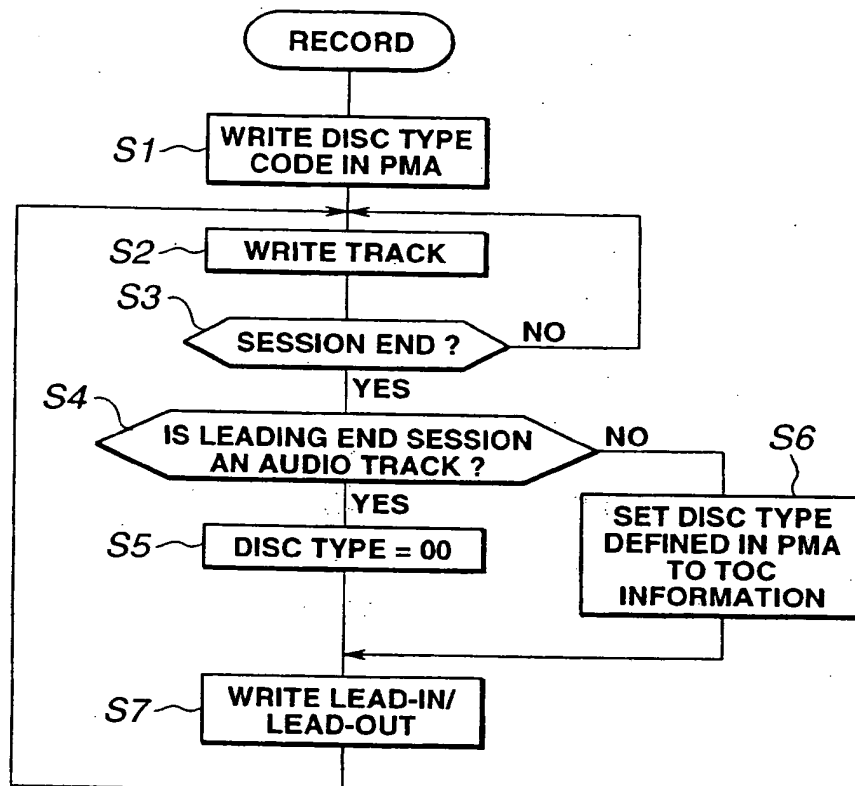 RECORD
S1
WRITE DISC TYPE
CODE IN PMA
S2
WRITE TRACK
S3
SESSION END ?
NO
YES
S4
IS LEADING END SESSION
AN AUDIO TRACK ?
NO
YES
S6
SET DISC TYPE
DEFINED IN PMA
TO TOC
INFORMATION
S5
DISC TYPE = 00
S7
WRITE LEAD-IN/
LEAD-OUT